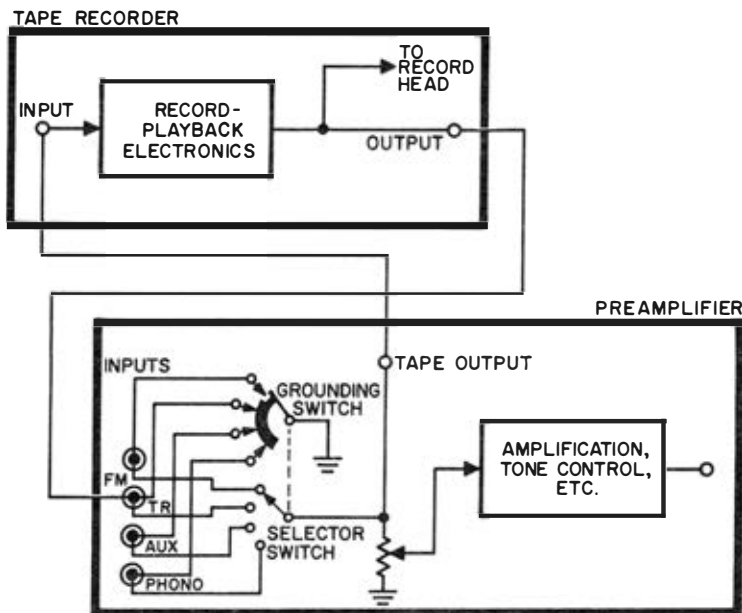 TAPE RECORDER
TO
RECORD
HEAD
INPUT
RECORD-
PLAYBACK
ELECTRONICS
OUTPUT
PREAMPLIFIER
INPUTS
TAPE OUTPUT
GROUNDING
SWITCH
AMPLIFICATION,
TONE CONTROL,
ETC.
FM
TR
AUX
SELECTOR
SWITCH
PHONO